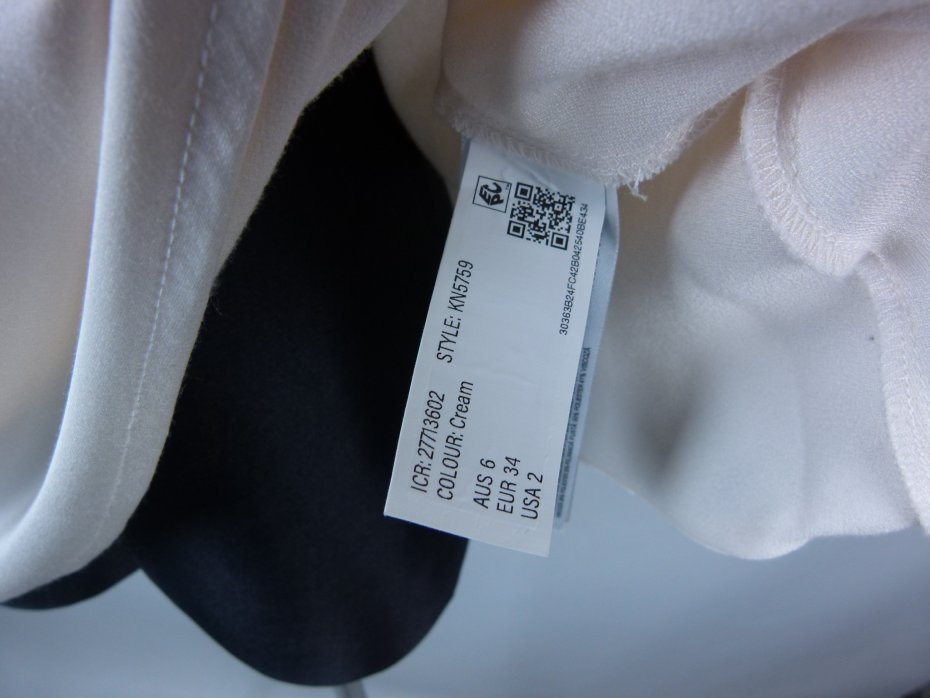 ICR: 27713602 STYLE: KN5759
COLOUR: Cream
AUS 6
EUR 34
USA 2
30363B24FC42B042540BE434